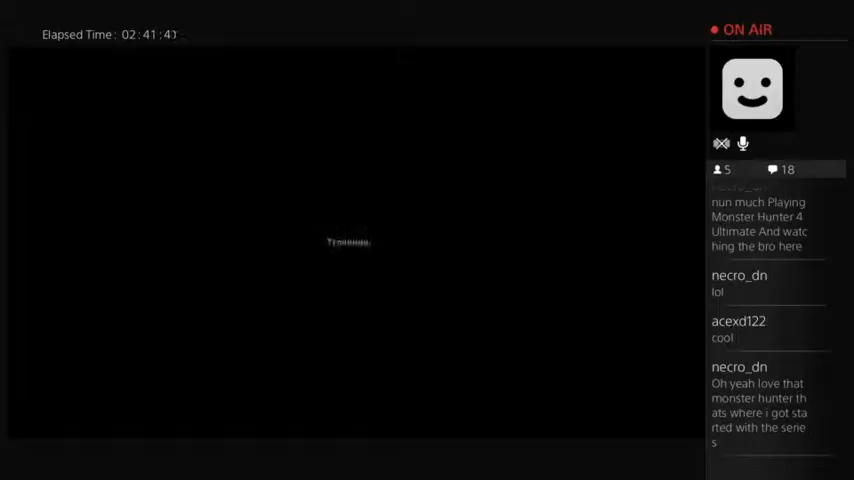 Elapsed Time: 02:41:41
ON AIR
5
18
nun much Playing
Monster Hunter 4
Ultimate And watc
hing the bro here
necro_dn
lol
acexd122
cool
necro_dn
Oh yeah love that
monster hunter th
ats where i got sta
rted with the serie
s